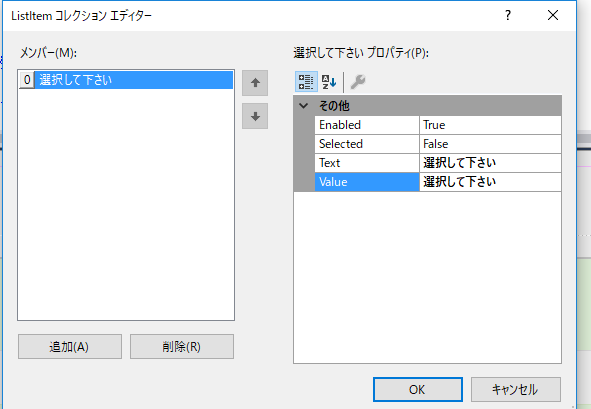 ListItem コレクション エディター
メンバー(M):
選択して下さい プロパティ(P):
0 選択して下さい
その他
Enabled True
Selected False
Text 選択して下さい
Value 選択して下さい
追加(A) 削除(R)
OK キャンセル